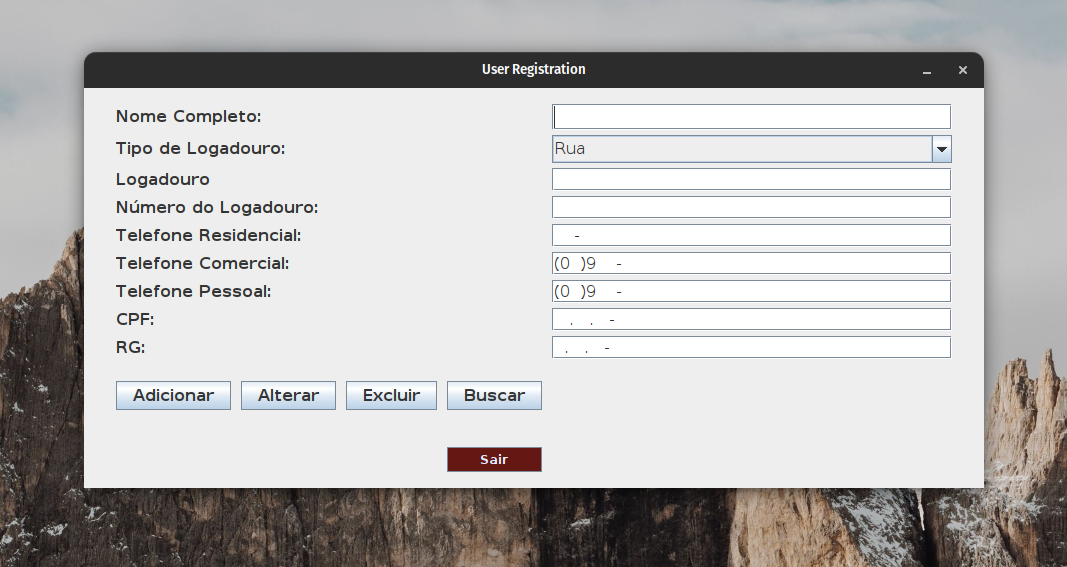 User Registration
Nome Completo:
Tipo de Logadouro: Rua
Logadouro
Número do Logadouro:
Telefone Residencial: -
Telefone Comercial: (0  )9    -
Telefone Pessoal: (0  )9    -
CPF: .   .   -
RG: .   .   -
Adicionar Alterar Excluir Buscar
Sair